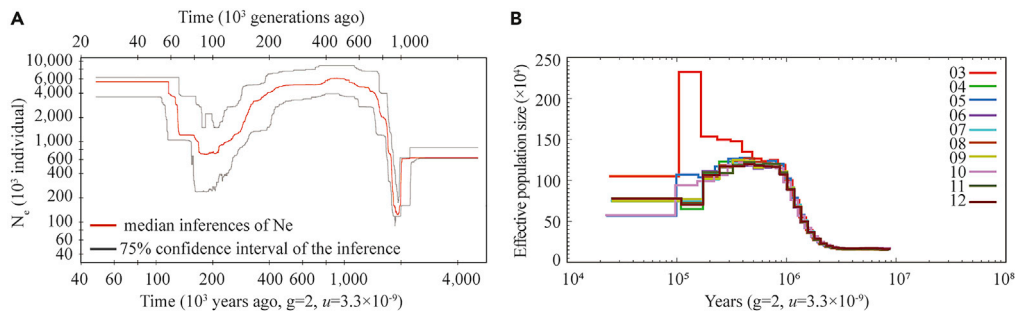 A
Time (10³ generations ago)
20 40 60 80 100 200 400 600 1,000
10,000
6,000
4,000
2,000
1,000
600
400
200
100
60
40
Nₑ (10³ individual)
median inferences of Ne
75% confidence interval of the inference
40 60 100 200 400 600 1,000 4,000
Time (10³ years ago, g=2, u=3.3×10⁻⁹)
B
Effective population size (×10⁴)
250
200
150
100
50
0
03
04
05
06
07
08
09
10
11
12
10⁴ 10⁵ 10⁶ 10⁷ 10⁸
Years (g=2, u=3.3×10⁻⁹)